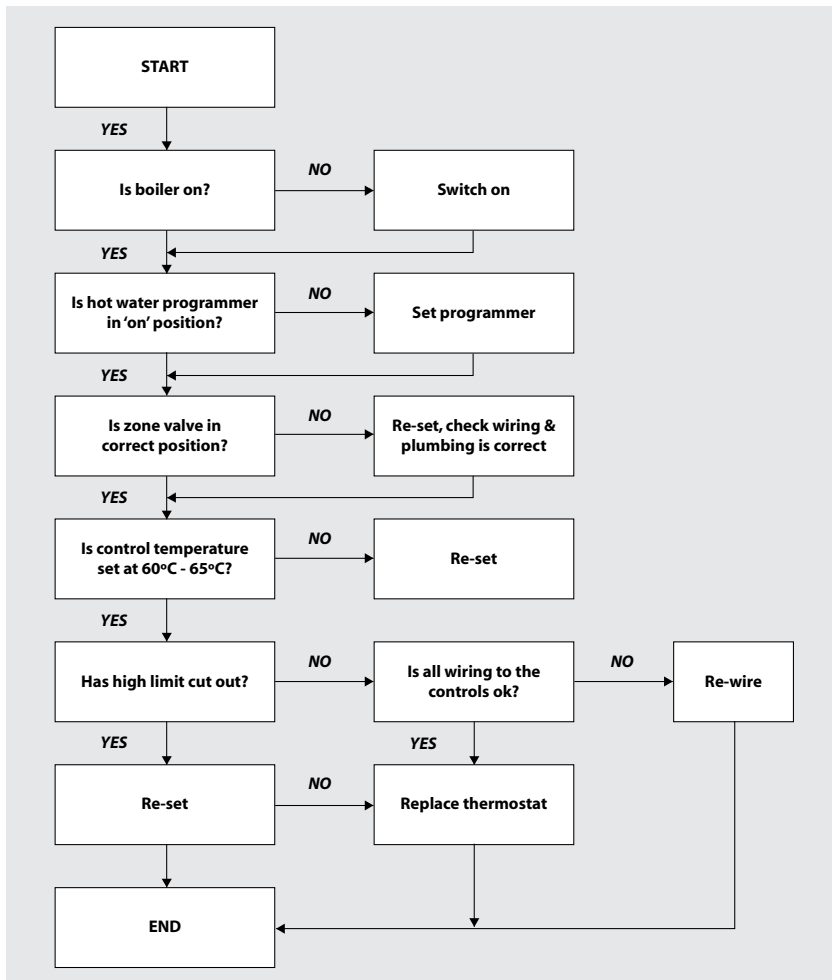 START
YES
Is boiler on?
NO
Switch on
YES
Is hot water programmer
in ‘on’ position?
NO
Set programmer
YES
Is zone valve in
correct position?
NO
Re-set, check wiring &
plumbing is correct
YES
Is control temperature
set at 60ºC - 65ºC?
NO
Re-set
YES
Has high limit cut out?
NO
Is all wiring to the
controls ok?
NO
Re-wire
YES
YES
Re-set
NO
Replace thermostat
END